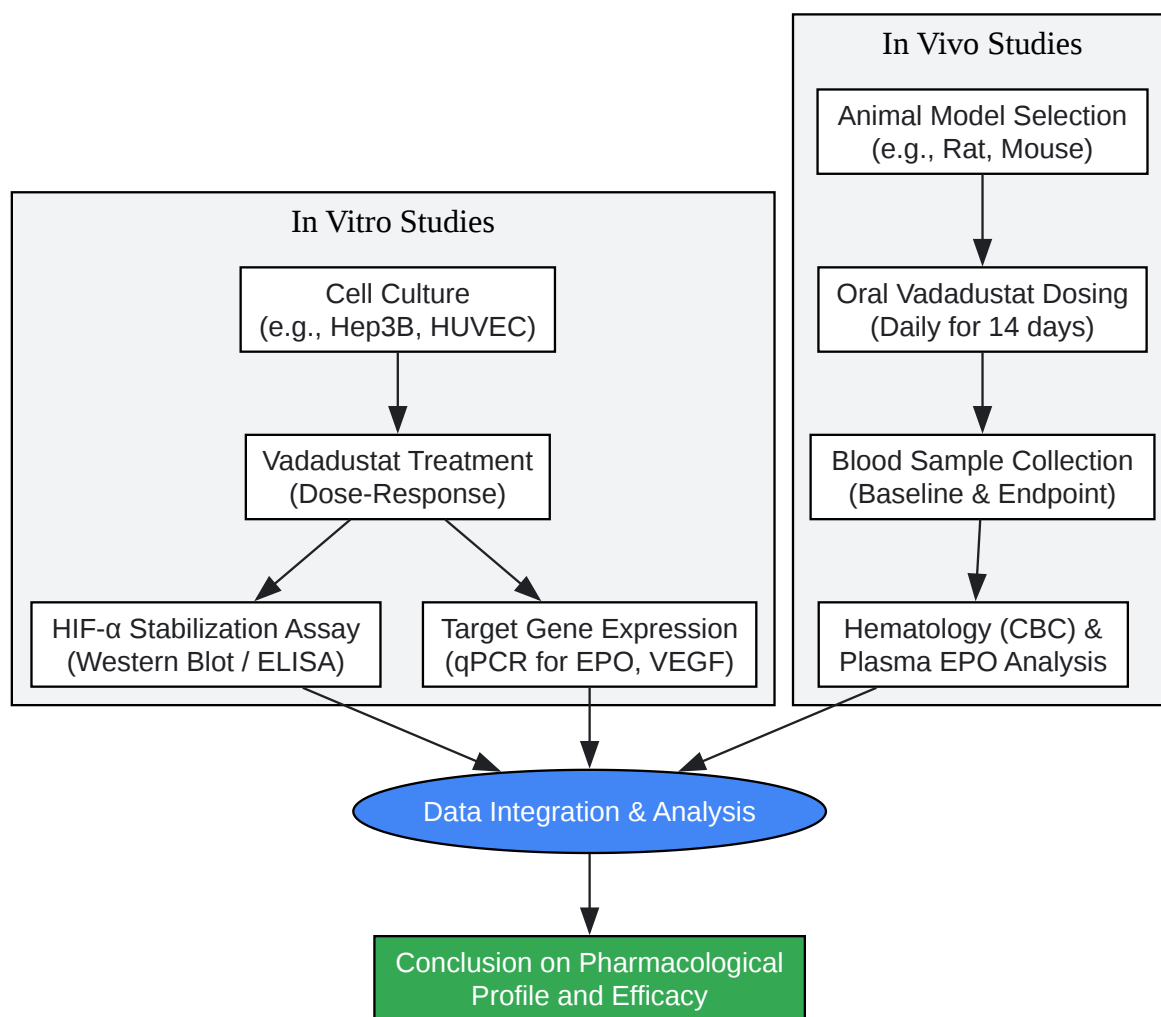 In Vitro Studies
Cell Culture
(e.g., Hep3B, HUVEC)
Vadadustat Treatment
(Dose-Response)
HIF-α Stabilization Assay
(Western Blot / ELISA)
Target Gene Expression
(qPCR for EPO, VEGF)
In Vivo Studies
Animal Model Selection
(e.g., Rat, Mouse)
Oral Vadadustat Dosing
(Daily for 14 days)
Blood Sample Collection
(Baseline & Endpoint)
Hematology (CBC) &
Plasma EPO Analysis
Data Integration & Analysis
Conclusion on Pharmacological
Profile and Efficacy